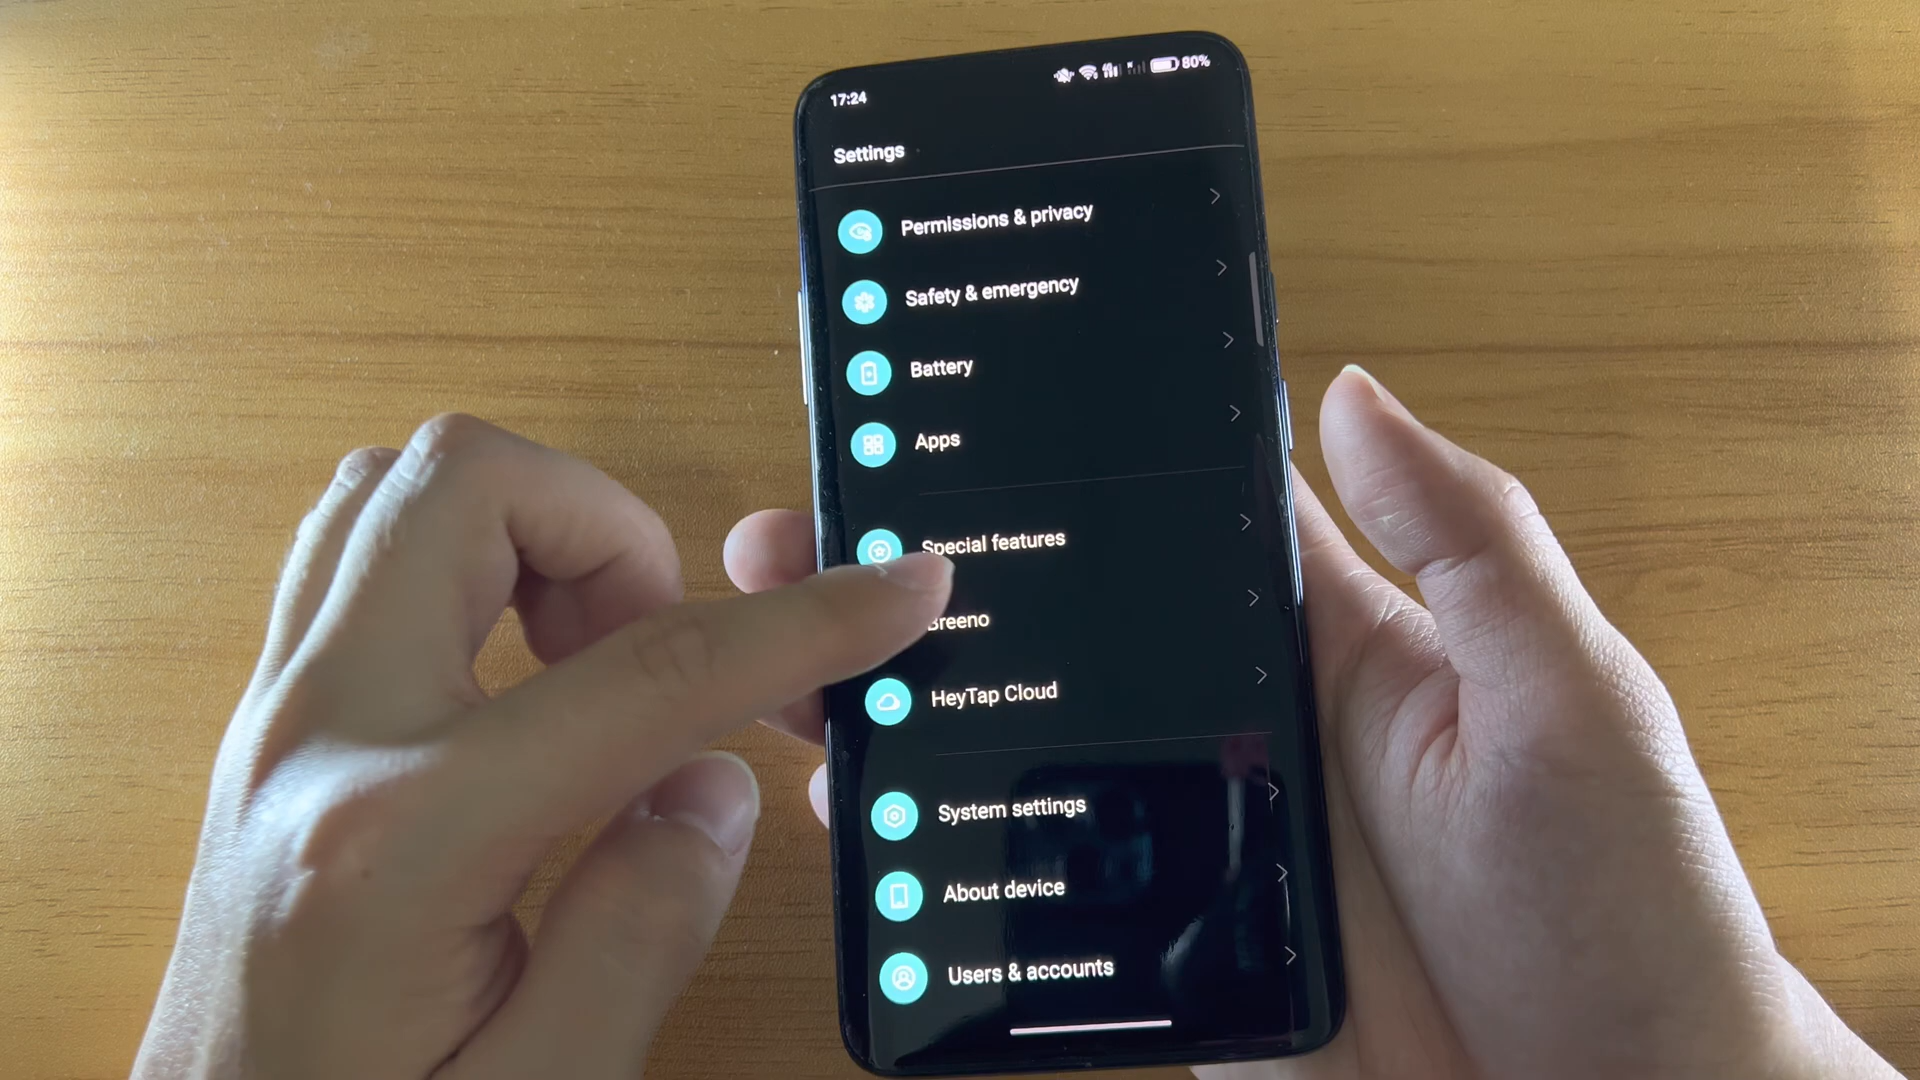 17:24
80%
Settings
Permissions & privacy
Safety & emergency
Battery
Apps
Special features
Breeno
HeyTap Cloud
System settings
About device
Users & accounts